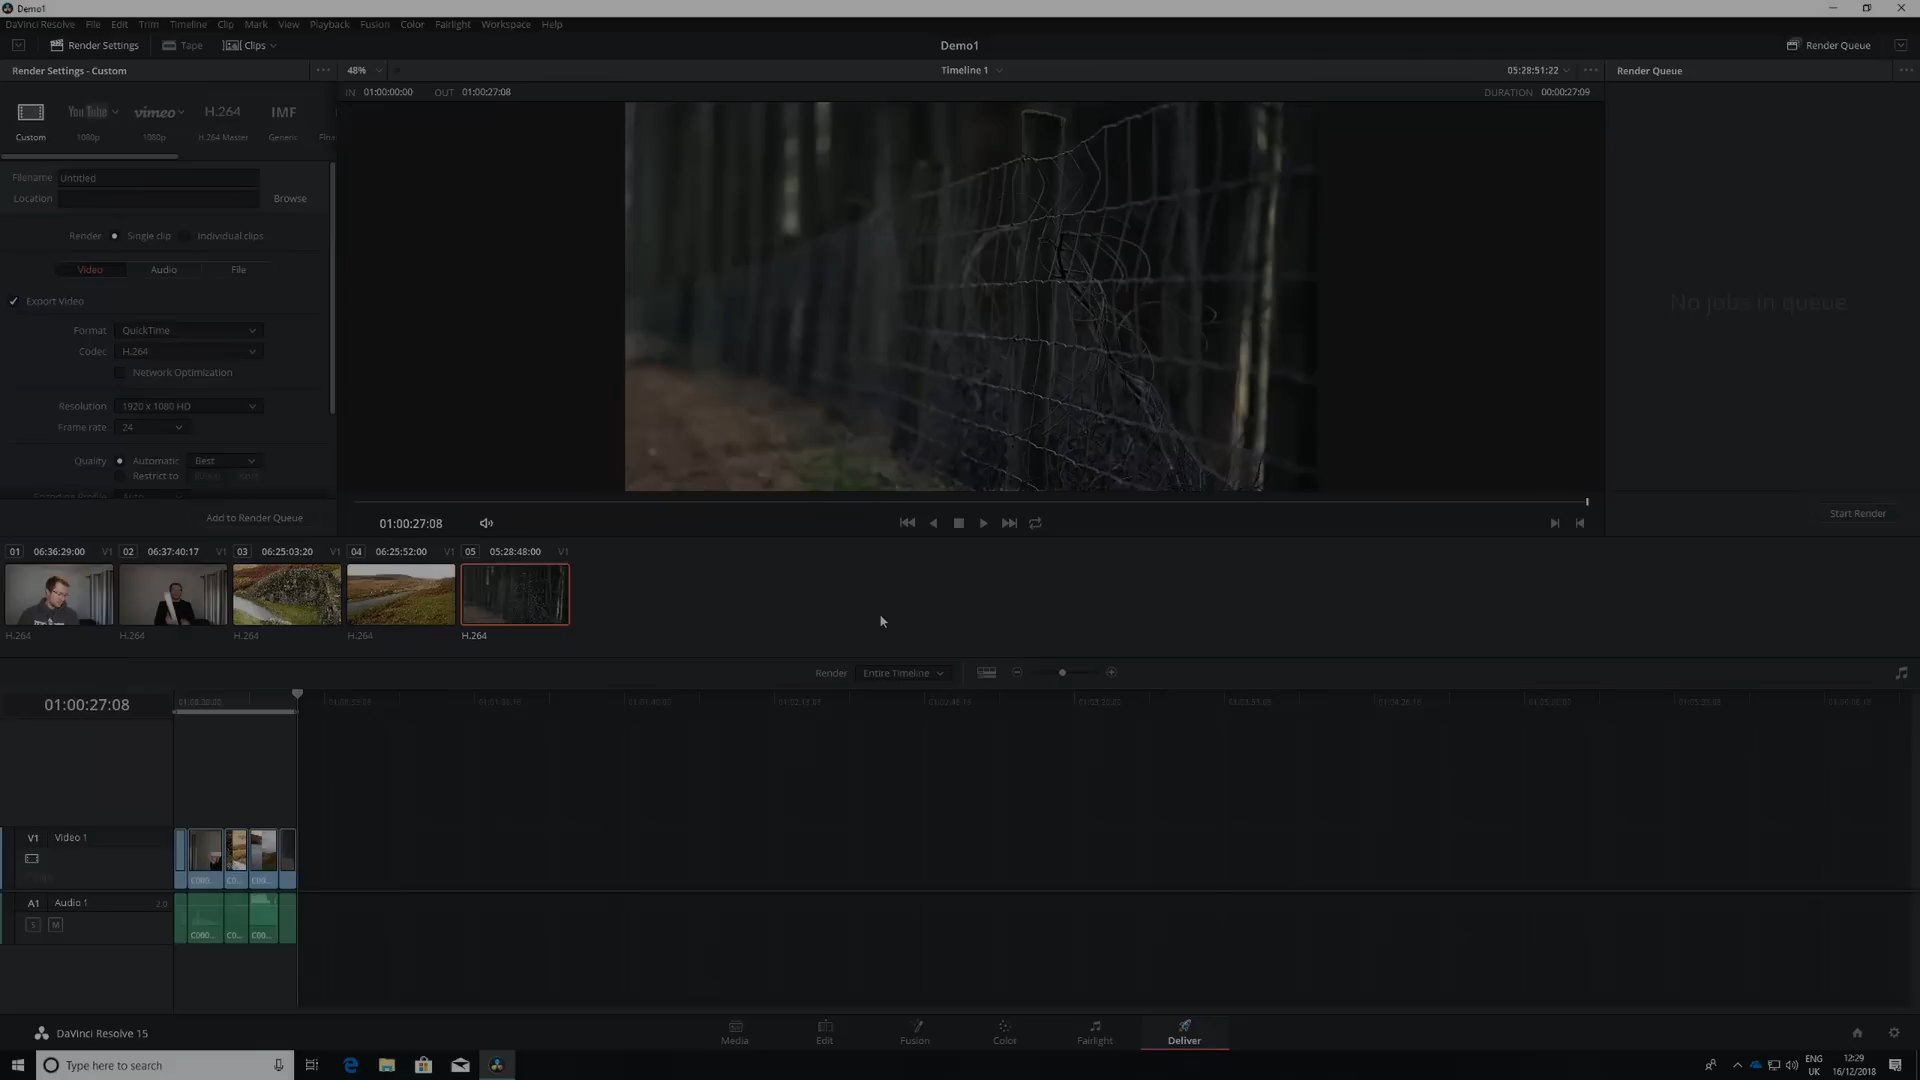 Demo1
DaVinci Resolve File Edit Trim Timeline Clip Mark View Playback Fusion Color Fairlight Workspace Help
Render Settings Tape Clips Demo1 Render Queue
Render Settings - Custom 48% Timeline 1 05:28:51:22 Render Queue
IN 01:00:00:00 OUT 01:00:27:08 DURATION 00:00:27:09
YouTube vimeo H.264 IMF
Custom 1080p 1080p H.264 Master Generic
Filename Untitled
Location Browse
Render Single clip Individual clips
Video Audio File
Export Video
No jobs in queue
Format QuickTime
Codec H.264
Network Optimization
Resolution 1920 x 1080 HD
Frame rate 24
Quality Automatic Best
Restrict to
Encoding Profile Auto
Add to Render Queue
Start Render
01:00:27:08
01 06:36:29:00 V1 02 06:37:40:17 V1 03 06:25:03:20 V1 04 06:25:52:00 V1 05 05:28:48:00 V1
H.264 H.264 H.264 H.264 H.264
Render Entire Timeline
01:00:27:08
V1 Video 1
A1 Audio 1 2.0
S M
DaVinci Resolve 15
Media Edit Fusion Color Fairlight Deliver
Type here to search
ENG
UK
12:29
16/12/2018